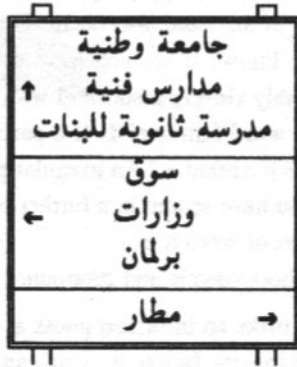 جامعة وطنية
مدارس فنية
مدرسة ثانوية للبنات
سوق
وزارات
برلمان
مطار